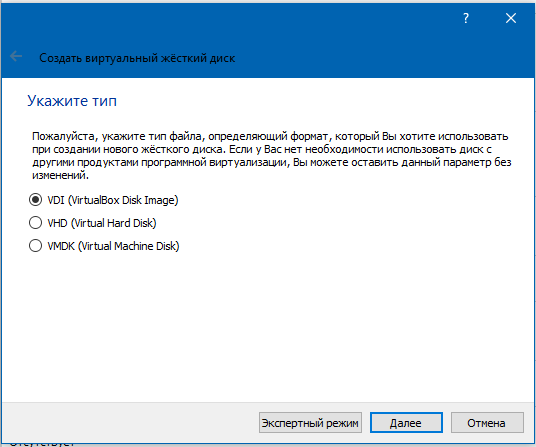 ?
Создать виртуальный жёсткий диск
Укажите тип
Пожалуйста, укажите тип файла, определяющий формат, который Вы хотите использовать
при создании нового жёсткого диска. Если у Вас нет необходимости использовать диск с
другими продуктами программной виртуализации, Вы можете оставить данный параметр без
изменений.
VDI (VirtualBox Disk Image)
VHD (Virtual Hard Disk)
VMDK (Virtual Machine Disk)
Экспертный режим Далее Отмена